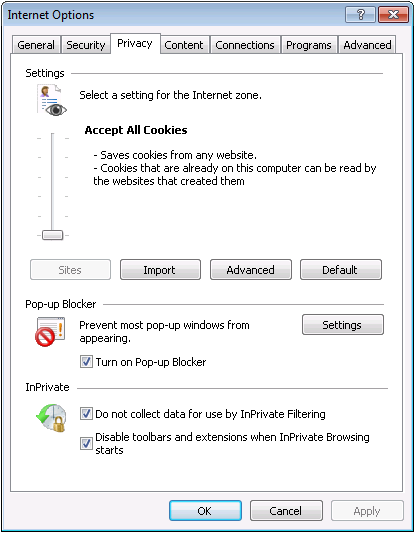 Internet Options
General Security Privacy Content Connections Programs Advanced
Settings
Select a setting for the Internet zone.
Accept All Cookies
- Saves cookies from any website.
- Cookies that are already on this computer can be read by
the websites that created them
Sites Import Advanced Default
Pop-up Blocker
Prevent most pop-up windows from
appearing.
Settings
Turn on Pop-up Blocker
InPrivate
Do not collect data for use by InPrivate Filtering
Disable toolbars and extensions when InPrivate Browsing
starts
OK Cancel Apply